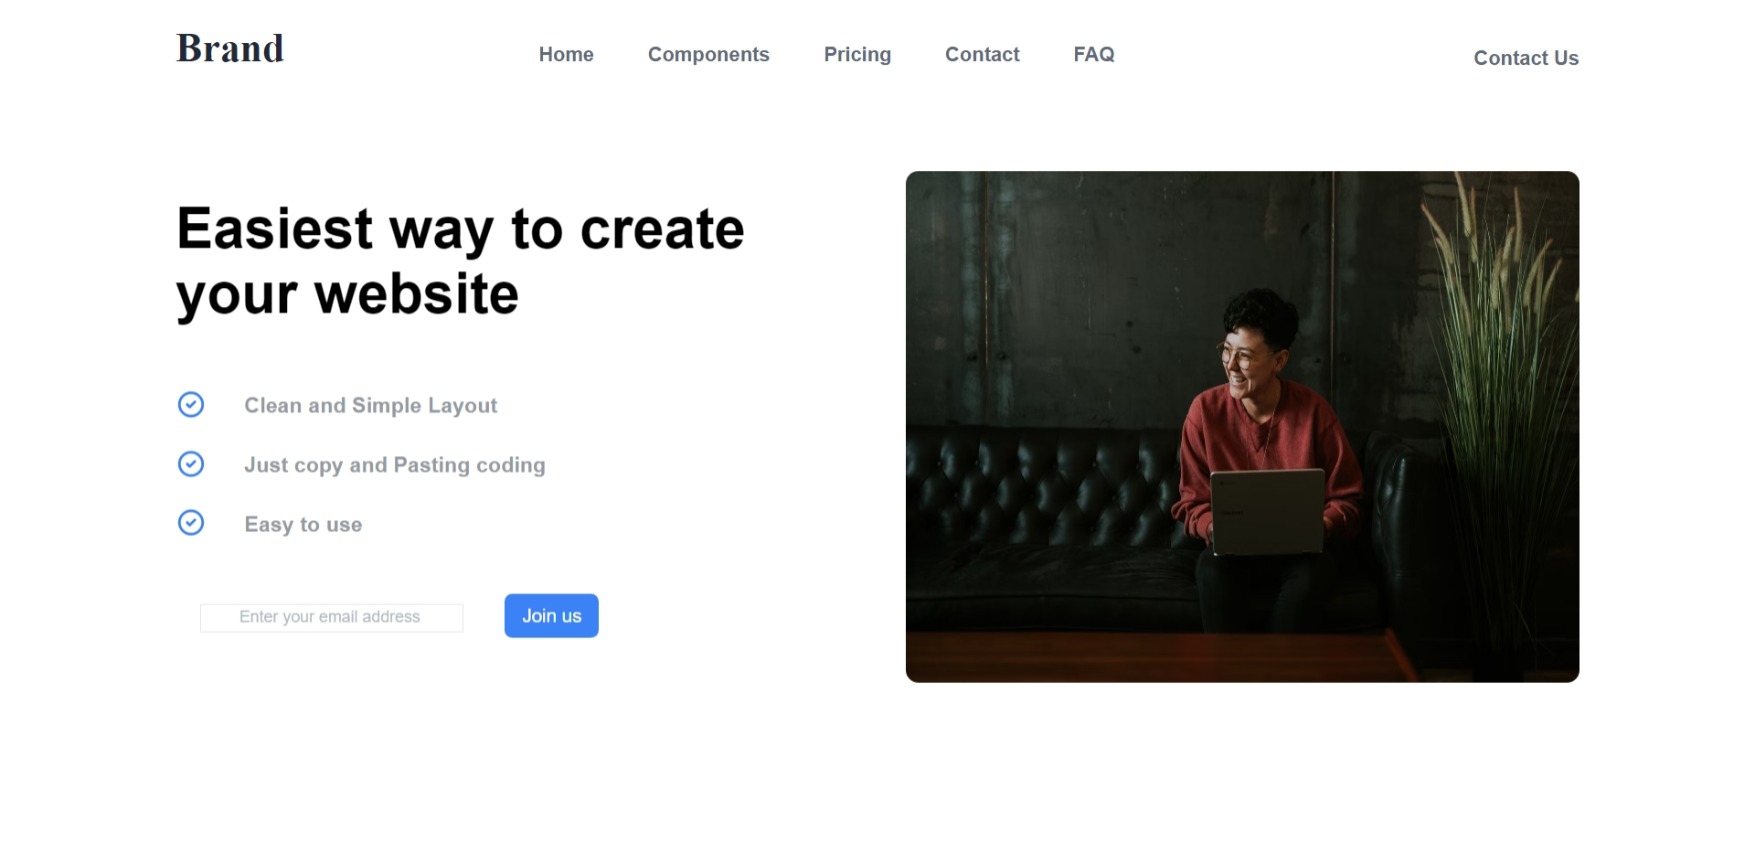 Brand
Home Components Pricing Contact FAQ
Contact Us
Easiest way to create
your website
Clean and Simple Layout
Just copy and Pasting coding
Easy to use
Enter your email address
Join us